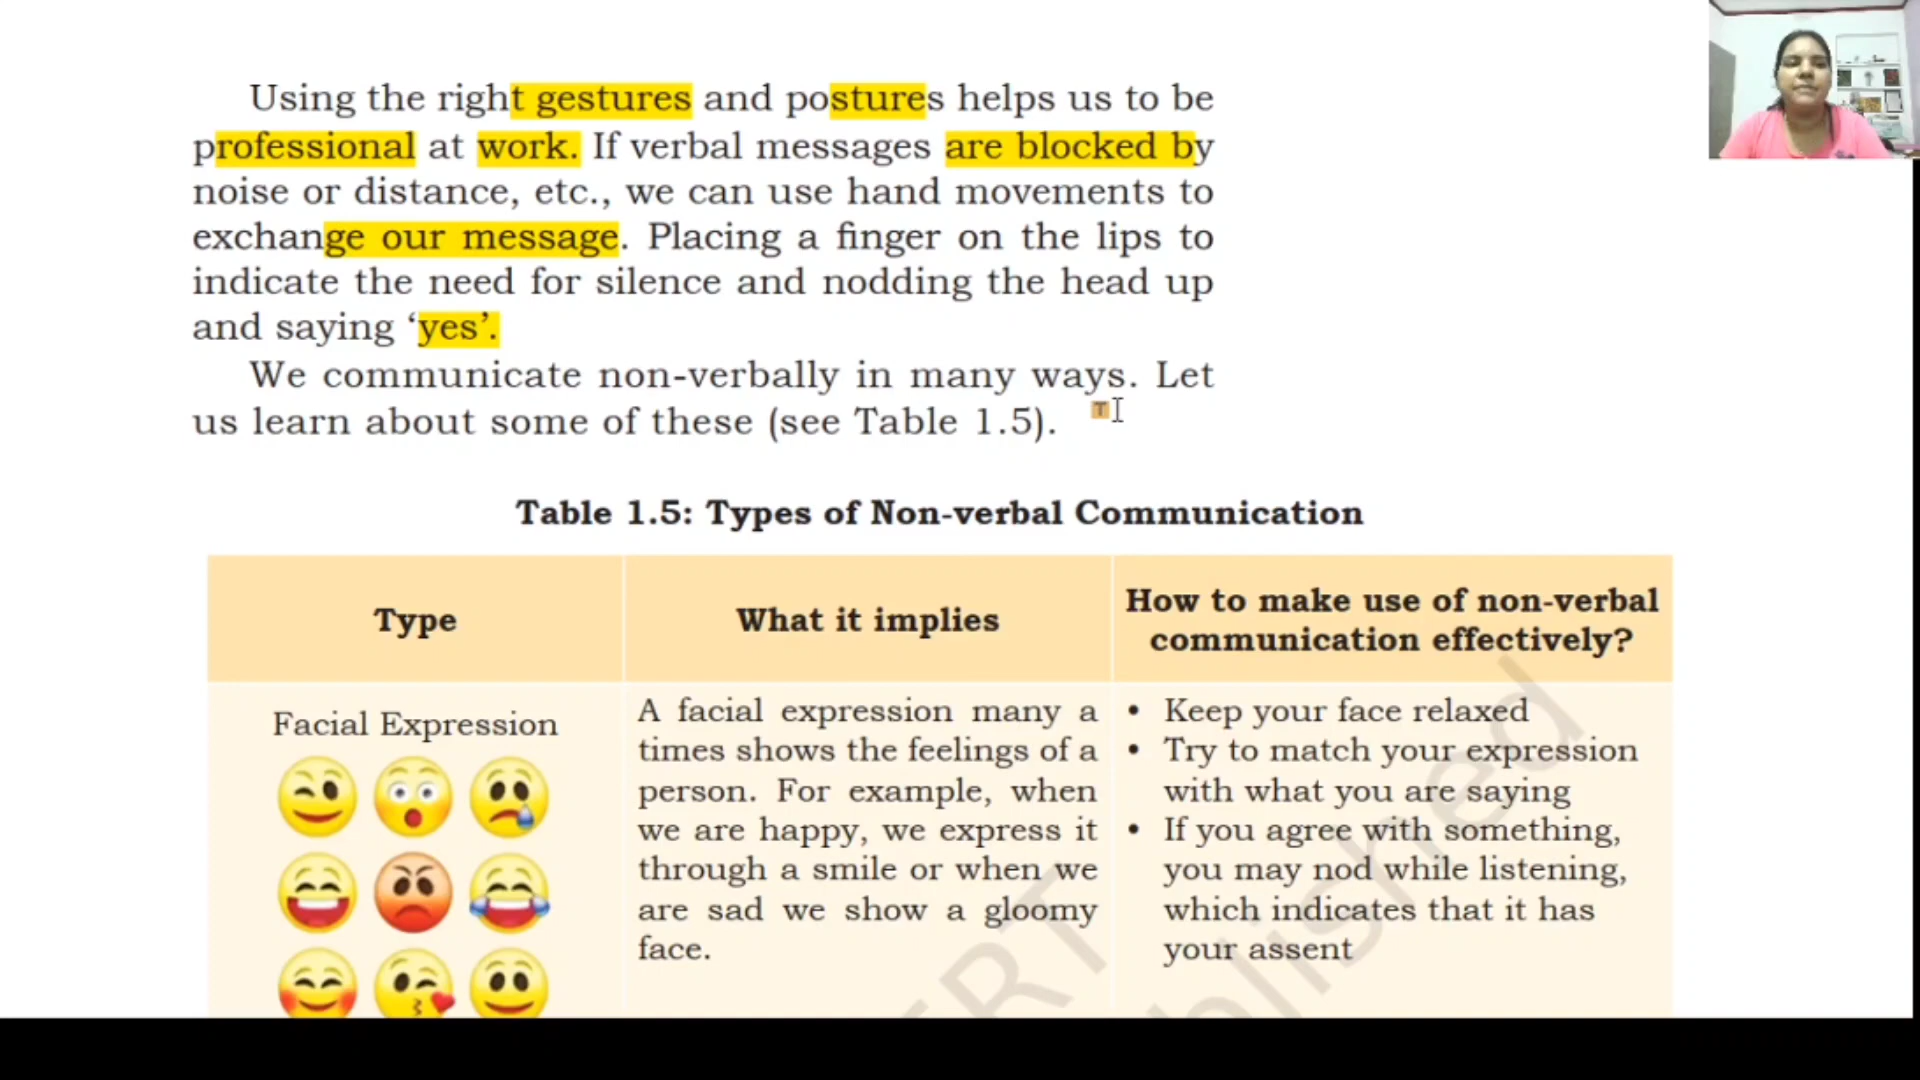 Using the right gestures and postures helps us to be
professional at work. If verbal messages are blocked by
noise or distance, etc., we can use hand movements to
exchange our message. Placing a finger on the lips to
indicate the need for silence and nodding the head up
and saying ‘yes’.
We communicate non-verbally in many ways. Let
us learn about some of these (see Table 1.5).
T
Table 1.5: Types of Non-verbal Communication
Type
What it implies
How to make use of non-verbal
communication effectively?
Facial Expression
A facial expression many a
times shows the feelings of a
person. For example, when
we are happy, we express it
through a smile or when we
are sad we show a gloomy
face.
• Keep your face relaxed
• Try to match your expression
with what you are saying
• If you agree with something,
you may nod while listening,
which indicates that it has
your assent